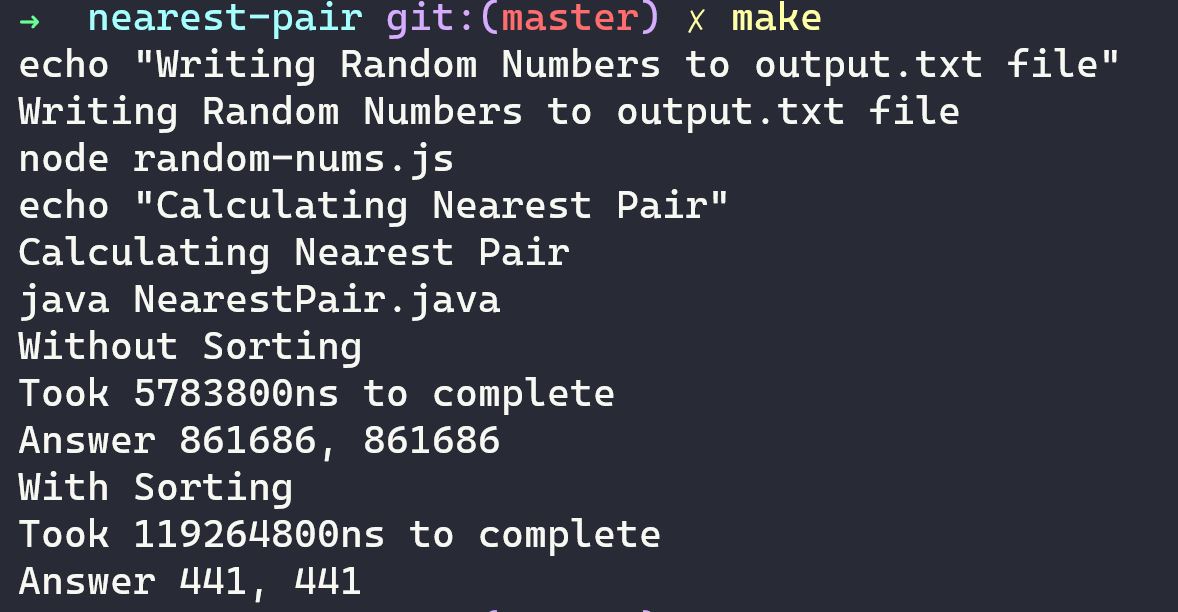 → nearest-pair git:(master) ✗ make
echo "Writing Random Numbers to output.txt file"
Writing Random Numbers to output.txt file
node random-nums.js
echo "Calculating Nearest Pair"
Calculating Nearest Pair
java NearestPair.java
Without Sorting
Took 5783800ns to complete
Answer 861686, 861686
With Sorting
Took 119264800ns to complete
Answer 441, 441